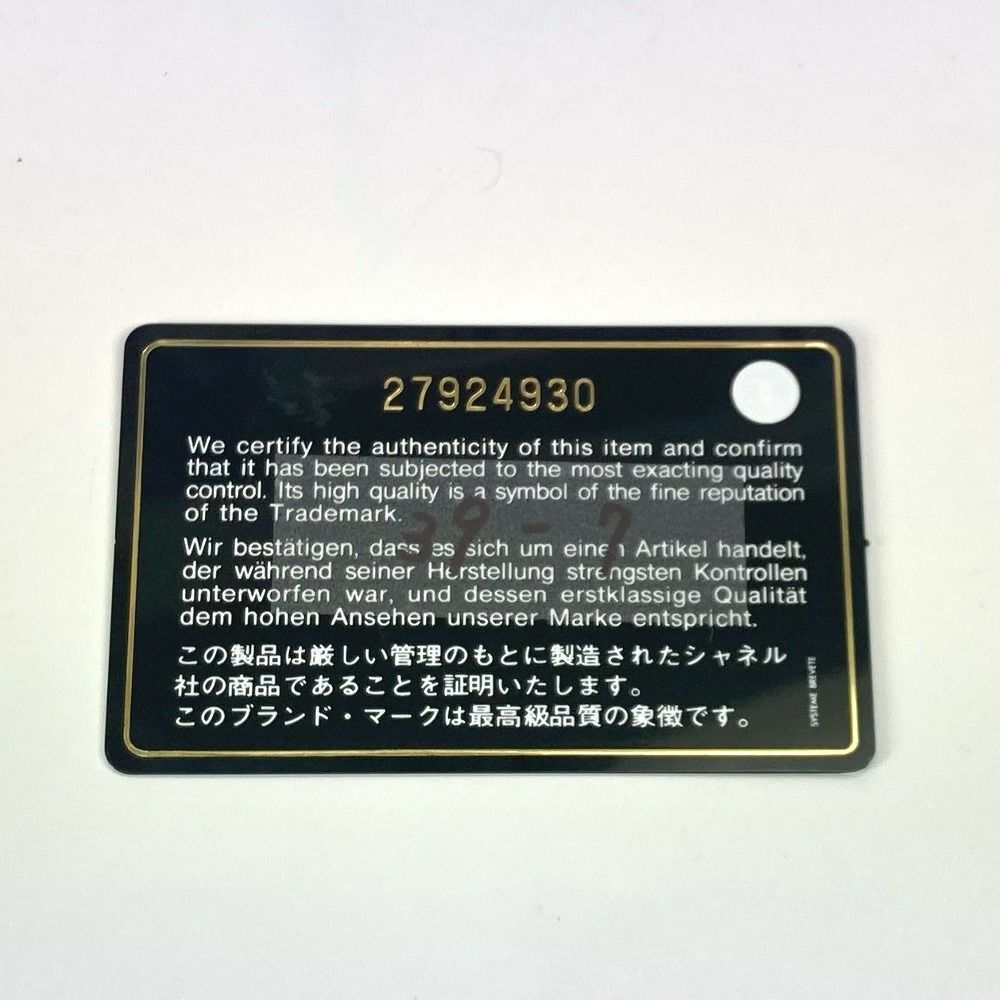 27924930
We certify the authenticity of this item and confirm
that it has been subjected to the most exacting quality
control. Its high quality is a symbol of the fine reputation
of the Trademark.
39-7
Wir bestätigen, dass es sich um einen Artikel handelt,
der während seiner Herstellung strengsten Kontrollen
unterworfen war, und dessen erstklassige Qualität
dem hohen Ansehen unserer Marke entspricht.
この製品は厳しい管理のもとに製造されたシャネル
社の商品であることを証明いたします。
このブランド・マークは最高級品質の象徴です。
SYSTEME BREVETE